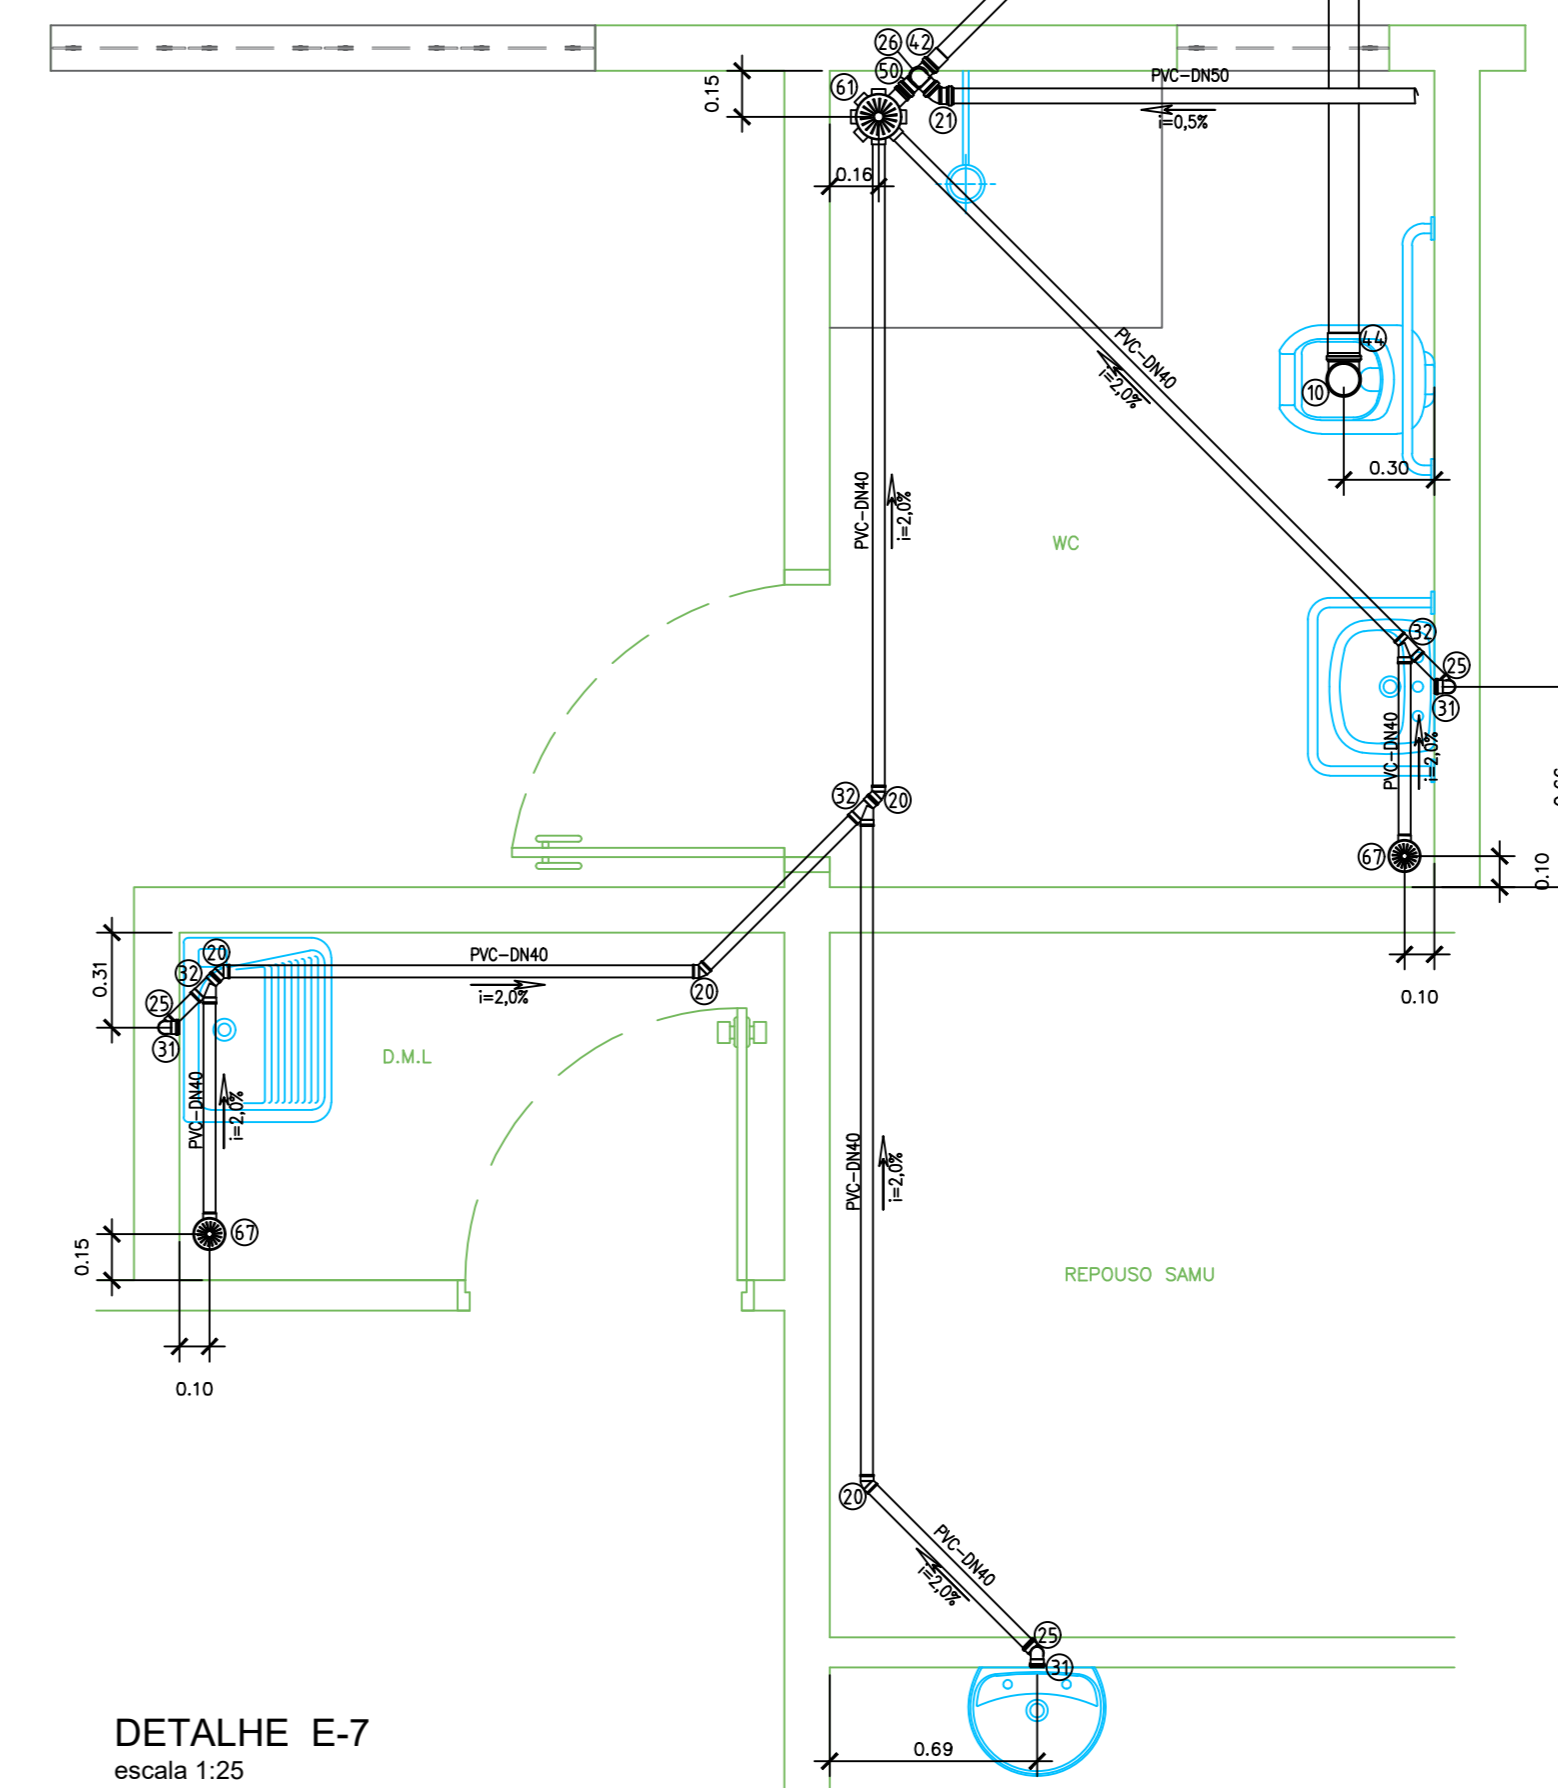 26
42
50
61
21
PVC-DN50
i=0,5%
0.15
0.16
44
10
0.30
PVC-DN40
i=2,0%
PVC-DN40
i=2,0%
WC
32
25
31
PVC-DN40
i=2,0%
67
0.10
0.10
32
20
20
32
25
31
20
PVC-DN40
i=2,0%
0.31
D.M.L
PVC-DN40
i=2,0%
67
0.15
0.10
PVC-DN40
i=2,0%
REPOUSO SAMU
20
PVC-DN40
i=2,0%
25
31
0.69
DETALHE E-7
escala 1:25